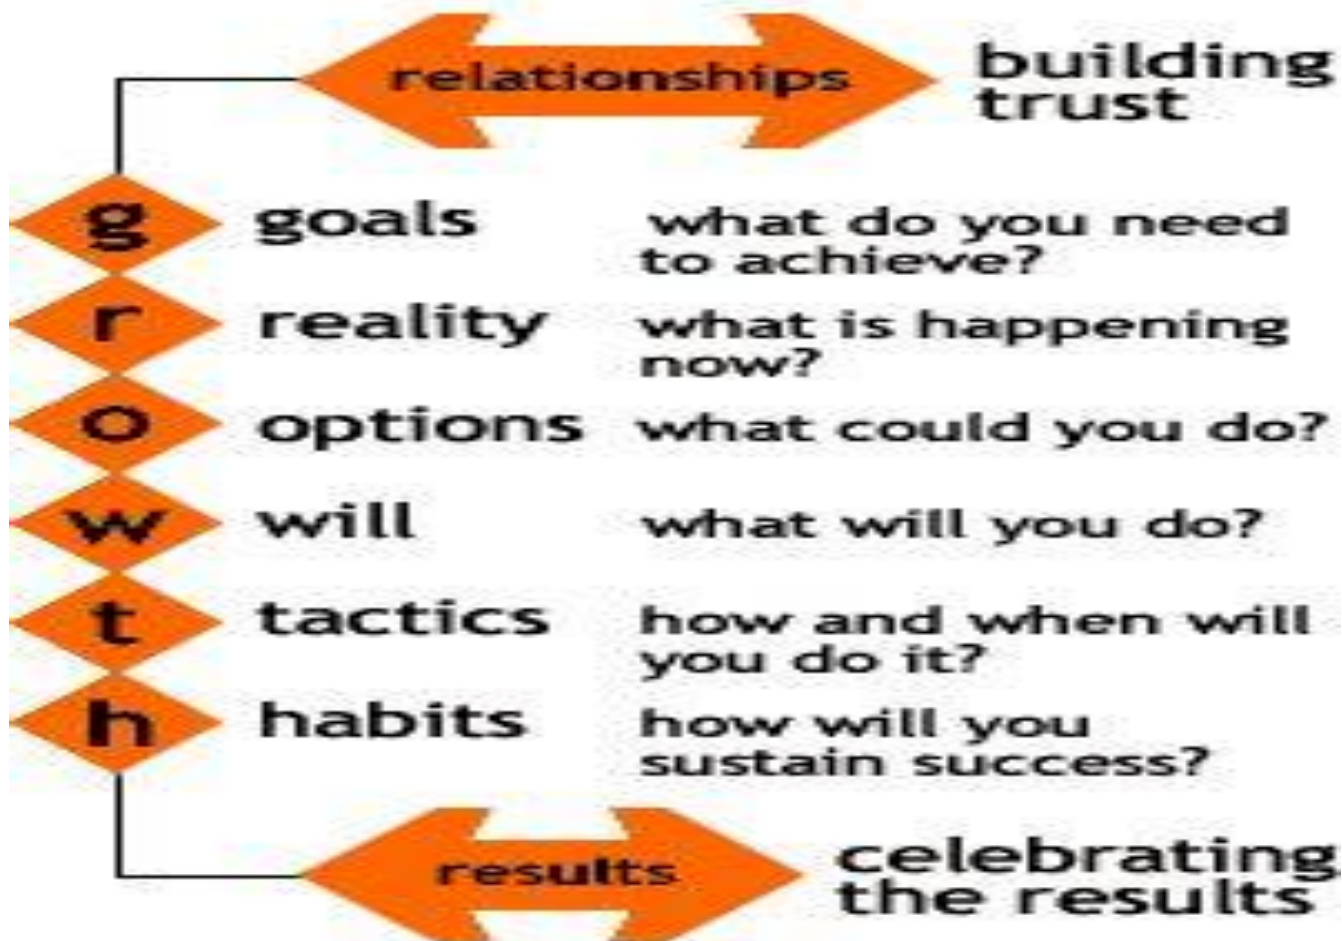 relationships building
trust
g goals what do you need
to achieve?
r reality what is happening
now?
o options what could you do?
w will what will you do?
t tactics how and when will
you do it?
h habits how will you
sustain success?
results celebrating
the results